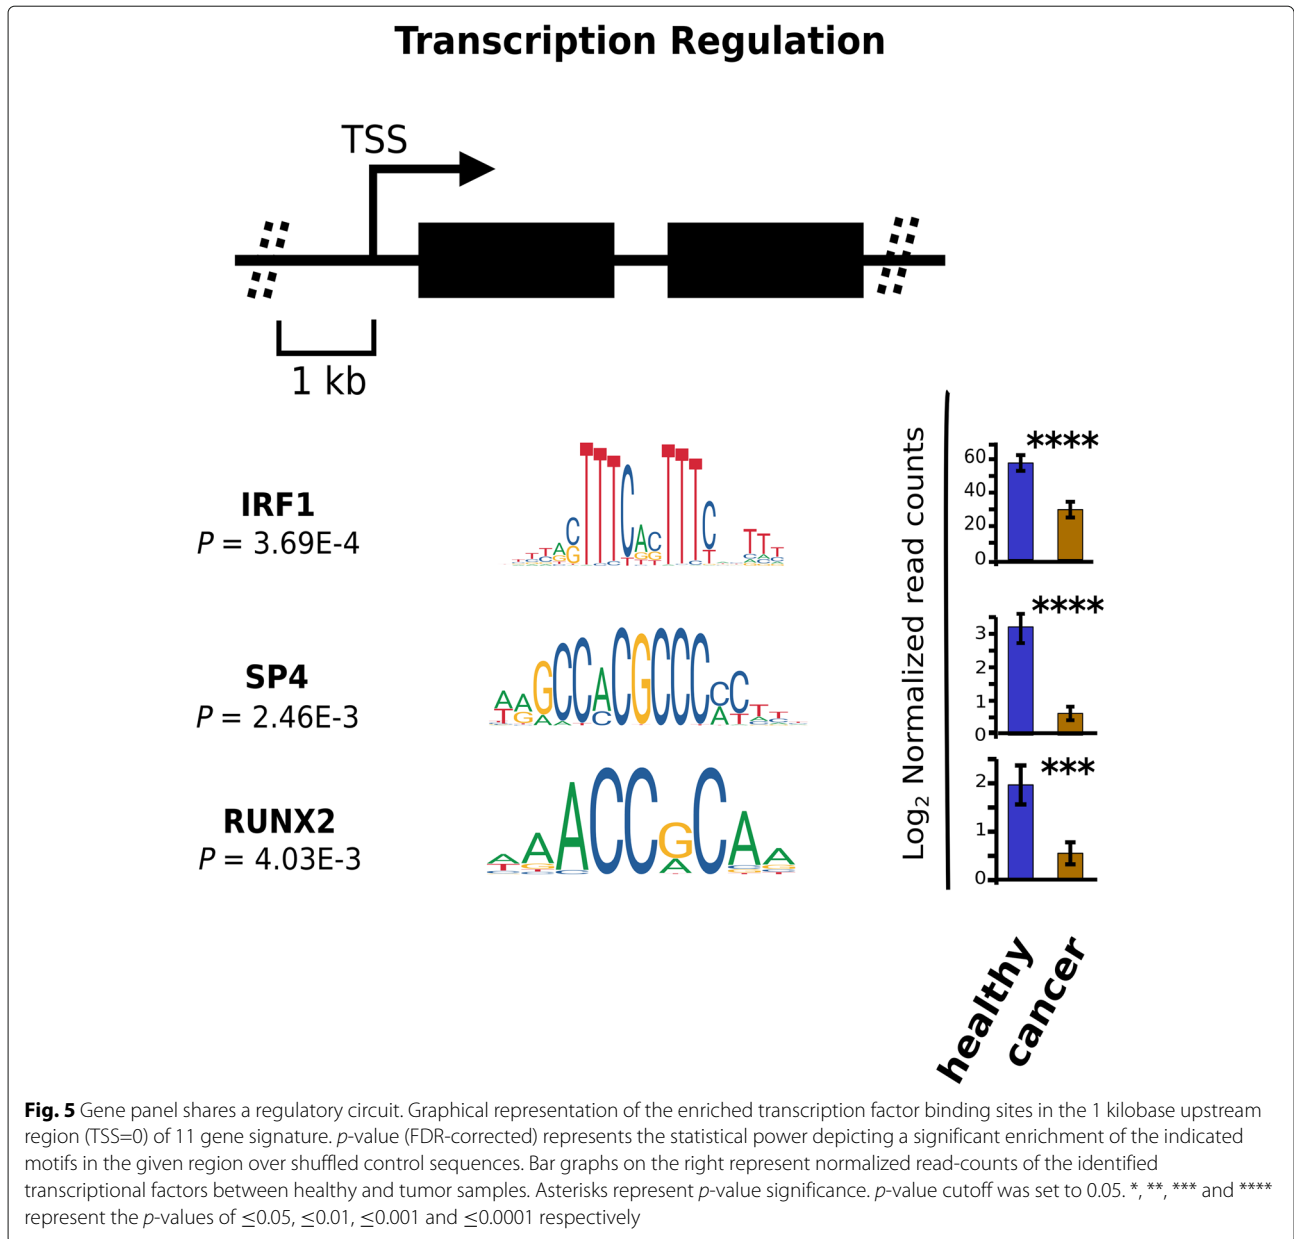 Transcription Regulation
TSS
1 kb
IRF1
P = 3.69E-4
SP4
P = 2.46E-3
RUNX2
P = 4.03E-3
Log2 Normalized read counts
****
60
40
20
0
****
3
2
1
0
***
2
1
0
healthy
cancer
Fig. 5 Gene panel shares a regulatory circuit. Graphical representation of the enriched transcription factor binding sites in the 1 kilobase upstream
region (TSS=0) of 11 gene signature. p-value (FDR-corrected) represents the statistical power depicting a significant enrichment of the indicated
motifs in the given region over shuffled control sequences. Bar graphs on the right represent normalized read-counts of the identified
transcriptional factors between healthy and tumor samples. Asterisks represent p-value significance. p-value cutoff was set to 0.05. *, **, *** and ****
represent the p-values of ≤0.05, ≤0.01, ≤0.001 and ≤0.0001 respectively